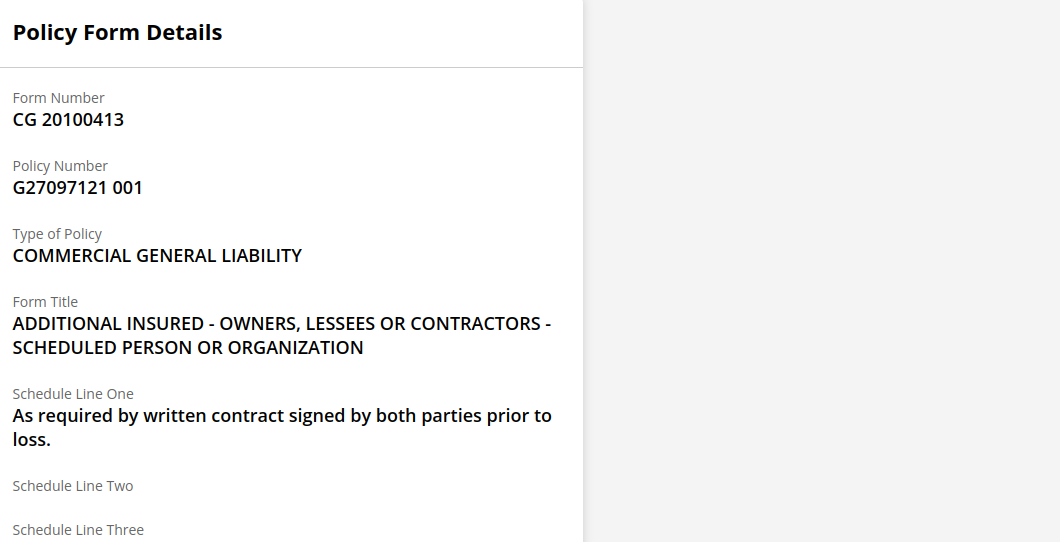 Policy Form Details
Form Number
CG 20100413
Policy Number
G27097121 001
Type of Policy
COMMERCIAL GENERAL LIABILITY
Form Title
ADDITIONAL INSURED - OWNERS, LESSEES OR CONTRACTORS -
SCHEDULED PERSON OR ORGANIZATION
Schedule Line One
As required by written contract signed by both parties prior to
loss.
Schedule Line Two
Schedule Line Three